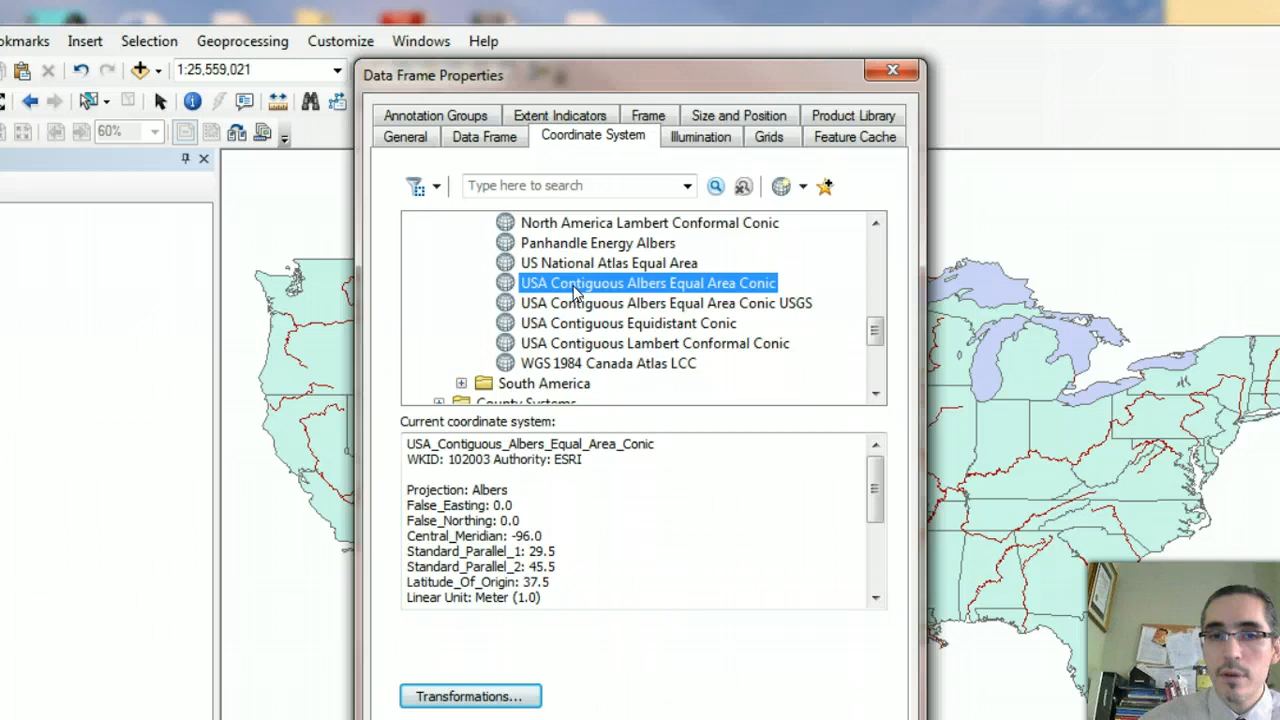 okmarks Insert Selection Geoprocessing Customize Windows Help
1:25,559,021
60%
Data Frame Properties
Annotation Groups Extent Indicators Frame Size and Position Product Library
General Data Frame Coordinate System Illumination Grids Feature Cache
Type here to search
North America Lambert Conformal Conic
Panhandle Energy Albers
US National Atlas Equal Area
USA Contiguous Albers Equal Area Conic
USA Contiguous Albers Equal Area Conic USGS
USA Contiguous Equidistant Conic
USA Contiguous Lambert Conformal Conic
WGS 1984 Canada Atlas LCC
South America
County Systems
Current coordinate system:
USA_Contiguous_Albers_Equal_Area_Conic
WKID: 102003 Authority: ESRI
Projection: Albers
False_Easting: 0.0
False_Northing: 0.0
Central_Meridian: -96.0
Standard_Parallel_1: 29.5
Standard_Parallel_2: 45.5
Latitude_Of_Origin: 37.5
Linear Unit: Meter (1.0)
Transformations...